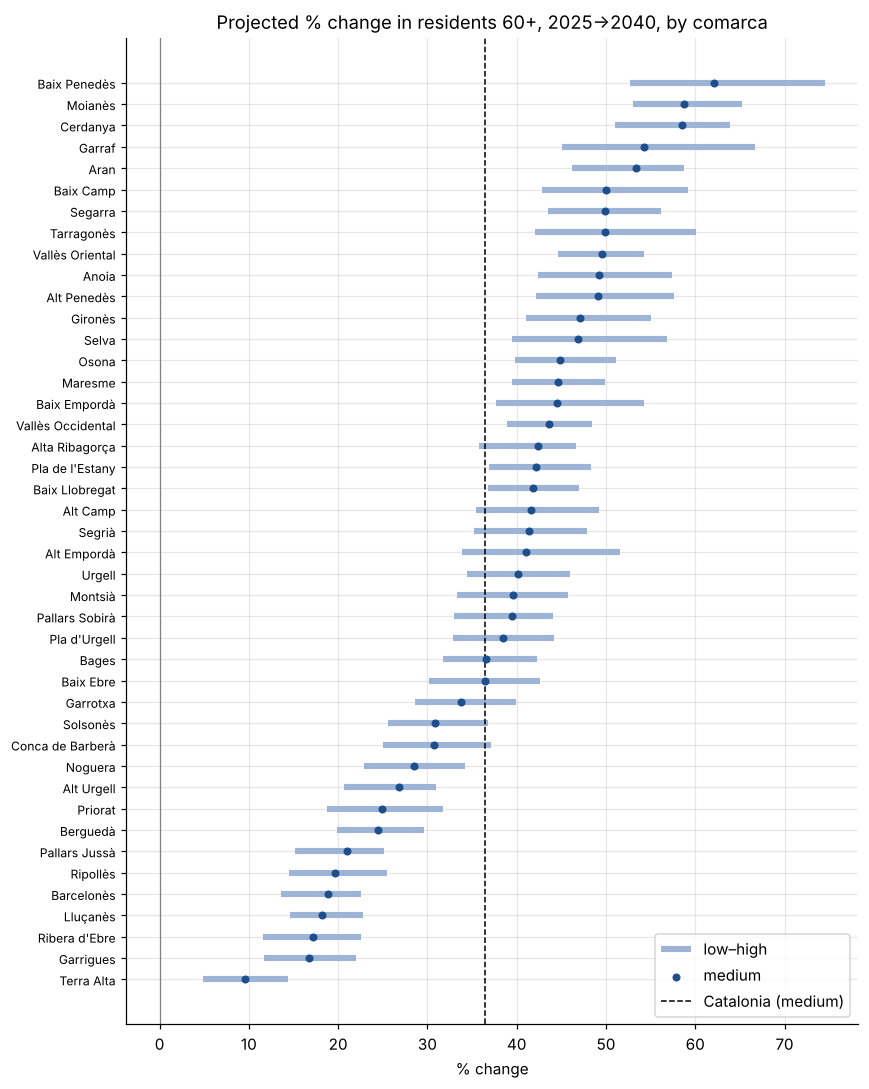 Projected % change in residents 60+, 2025→2040, by comarca
Baix Penedès
Moianès
Cerdanya
Garraf
Aran
Baix Camp
Segarra
Tarragonès
Vallès Oriental
Anoia
Alt Penedès
Gironès
Selva
Osona
Maresme
Baix Empordà
Vallès Occidental
Alta Ribagorça
Pla de l'Estany
Baix Llobregat
Alt Camp
Segrià
Alt Empordà
Urgell
Montsià
Pallars Sobirà
Pla d'Urgell
Bages
Baix Ebre
Garrotxa
Solsonès
Conca de Barberà
Noguera
Alt Urgell
Priorat
Berguedà
Pallars Jussà
Ripollès
Barcelonès
Lluçanès
Ribera d'Ebre
Garrigues
Terra Alta
low–high
medium
Catalonia (medium)
0 10 20 30 40 50 60 70
% change